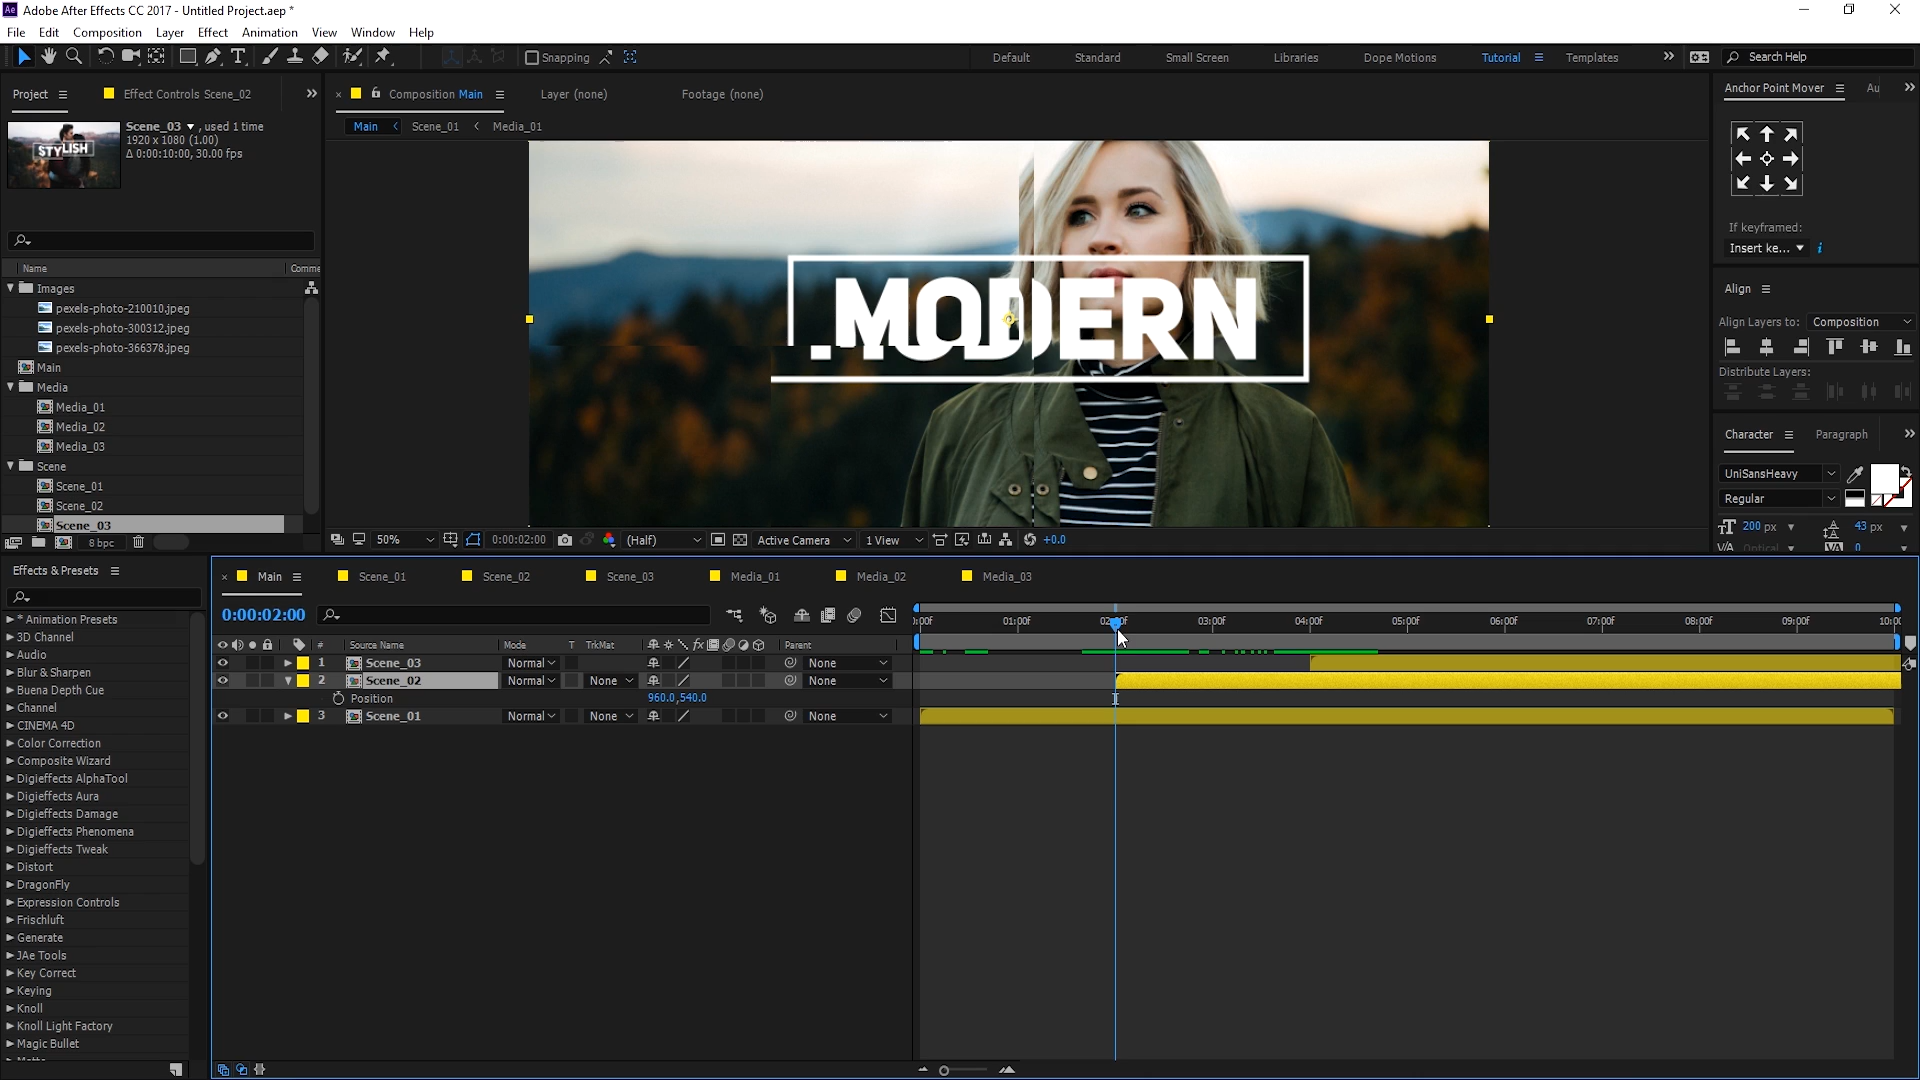 Ae Adobe After Effects CC 2017 - Untitled Project.aep *
File Edit Composition Layer Effect Animation View Window Help
Snapping
Default Standard Small Screen Libraries Dope Motions Tutorial Templates Search Help
Project Effect Controls Scene_02
Composition Main Layer (none) Footage (none)
Anchor Point Mover Au
Main Scene_01 Media_01
Scene_03 , used 1 time
1920 x 1080 (1.00)
Δ 0:00:10:00, 30.00 fps
STYLISH
MODERN
If keyframed:
Insert ke...
Name Comme
Images
pexels-photo-210010.jpeg
pexels-photo-300312.jpeg
pexels-photo-366378.jpeg
Main
Media
Media_01
Media_02
Media_03
Scene
Scene_01
Scene_02
Scene_03
8 bpc
Align
Align Layers to: Composition
Distribute Layers:
Character Paragraph
UniSansHeavy
Regular
200 px 43 px
Optical 0
50% 0:00:02:00 (Half) Active Camera 1 View +0.0
Effects & Presets
* Animation Presets
3D Channel
Audio
Blur & Sharpen
Buena Depth Cue
Channel
CINEMA 4D
Color Correction
Composite Wizard
Digieffects AlphaTool
Digieffects Aura
Digieffects Damage
Digieffects Phenomena
Digieffects Tweak
Distort
DragonFly
Expression Controls
Frischluft
Generate
JAe Tools
Key Correct
Keying
Knoll
Knoll Light Factory
Magic Bullet
Main Scene_01 Scene_02 Scene_03 Media_01 Media_02 Media_03
0:00:02:00
01:00f 03:00f 04:00f 05:00f 06:00f 07:00f 08:00f 09:00f
# Source Name Mode T TrkMat fx Parent
1 Scene_03 Normal None
2 Scene_02 Normal None None
Position 960.0,540.0
3 Scene_01 Normal None None